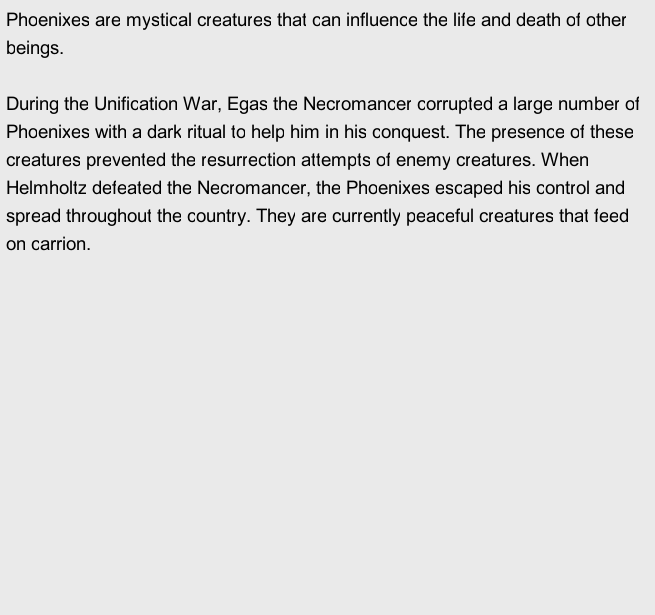 Phoenixes are mystical creatures that can influence the life and death of other
beings.
During the Unification War, Egas the Necromancer corrupted a large number of
Phoenixes with a dark ritual to help him in his conquest. The presence of these
creatures prevented the resurrection attempts of enemy creatures. When
Helmholtz defeated the Necromancer, the Phoenixes escaped his control and
spread throughout the country. They are currently peaceful creatures that feed
on carrion.